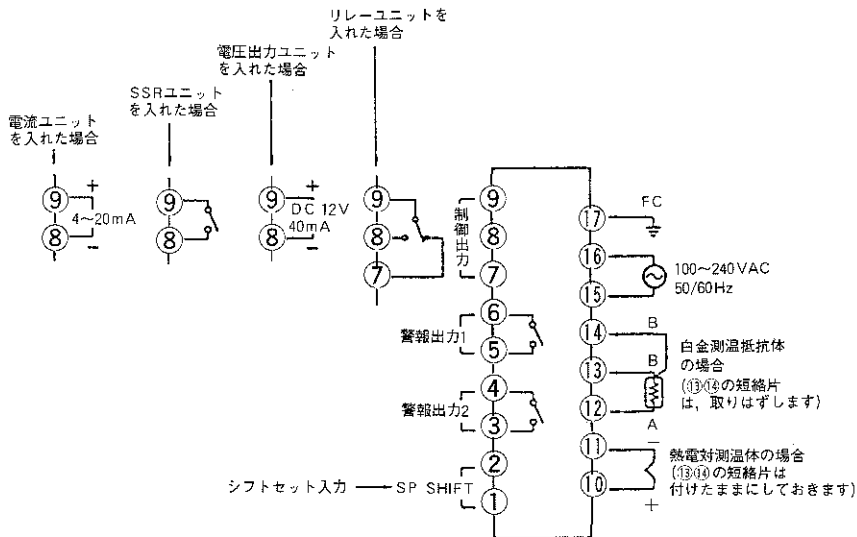 リレーユニットを
入れた場合
電圧出力ユニット
を入れた場合
SSRユニット
を入れた場合
電流ユニット
を入れた場合
⑨ +
4〜20mA
⑧ −
⑨
⑧
⑨ +
DC 12V
40mA
⑧ −
⑨
⑧
⑦
制御出力
⑨
⑧
⑦
警報出力1
⑥
⑤
警報出力2
④
③
シフトセット入力 → SP SHIFT
②
①
⑰ FC
⑯
⑮
100〜240VAC
50/60Hz
⑭ B
⑬ B
⑫ A
白金測温抵抗体
の場合
(⑬⑭の短絡片
は，取りはずします)
⑪ −
⑩ +
熱電対測温体の場合
(⑬⑭の短絡片は
付けたままにしておきます)